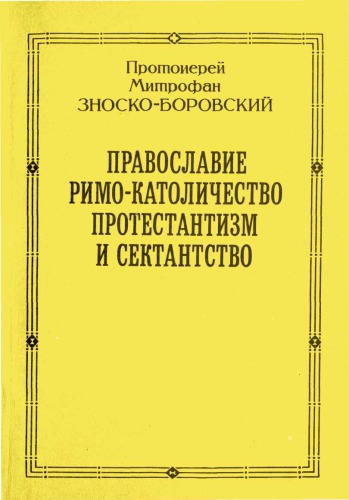 Протоиерей
Митрофан
ЗНОСКО-БОРОВСКИЙ
ПРАВОСЛАВИЕ
РИМО-КАТОЛИЧЕСТВО
ПРОТЕСТАНТИЗМ
И СЕКТАНТСТВО